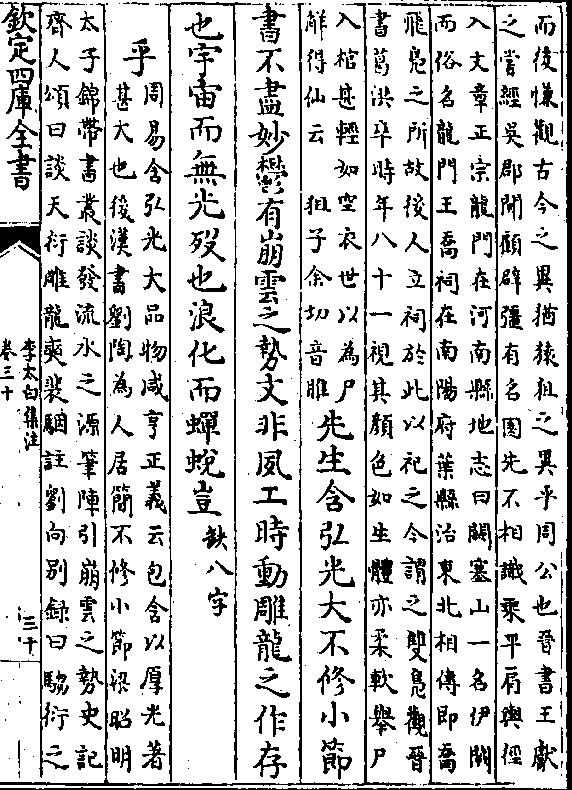 而後慊觀古今之異猶猿狙之異乎周公也晉書王獻
之嘗經吳郡聞顧辟彊有名園先不相識乘平肩輿徑
入文章正宗龍門在河南縣地志曰闕塞山一名伊闕
而俗名龍門王喬祠在南陽府葉縣治東北相傳即喬
飛鳧之所故後人立祠於此以祀之今謂之雙鳧觀晉
書葛洪卒時年八十一視其顏色如生體亦柔軟舉尸
入棺甚輕如空衣世以為尸
解得仙云 狙子余切音睢
先生含弘光大不修小節
書不盡妙鬱有崩雲之勢文非夙工時動雕龍之作存
也宇宙而無光歿也浪化而蟬蛻豈
缺八字
乎
周易含弘光大品物咸亨正義云包含以厚光著
甚大也後漢書劉陶為人居簡不修小節梁昭明
太子錦帶書叢談發流水之源筆陣引崩雲之勢史記
齊人頌曰談天衍雕龍奭裴駰註劉向別録曰騶衍之
欽定四庫全書
李太白集注
卷三十
三十